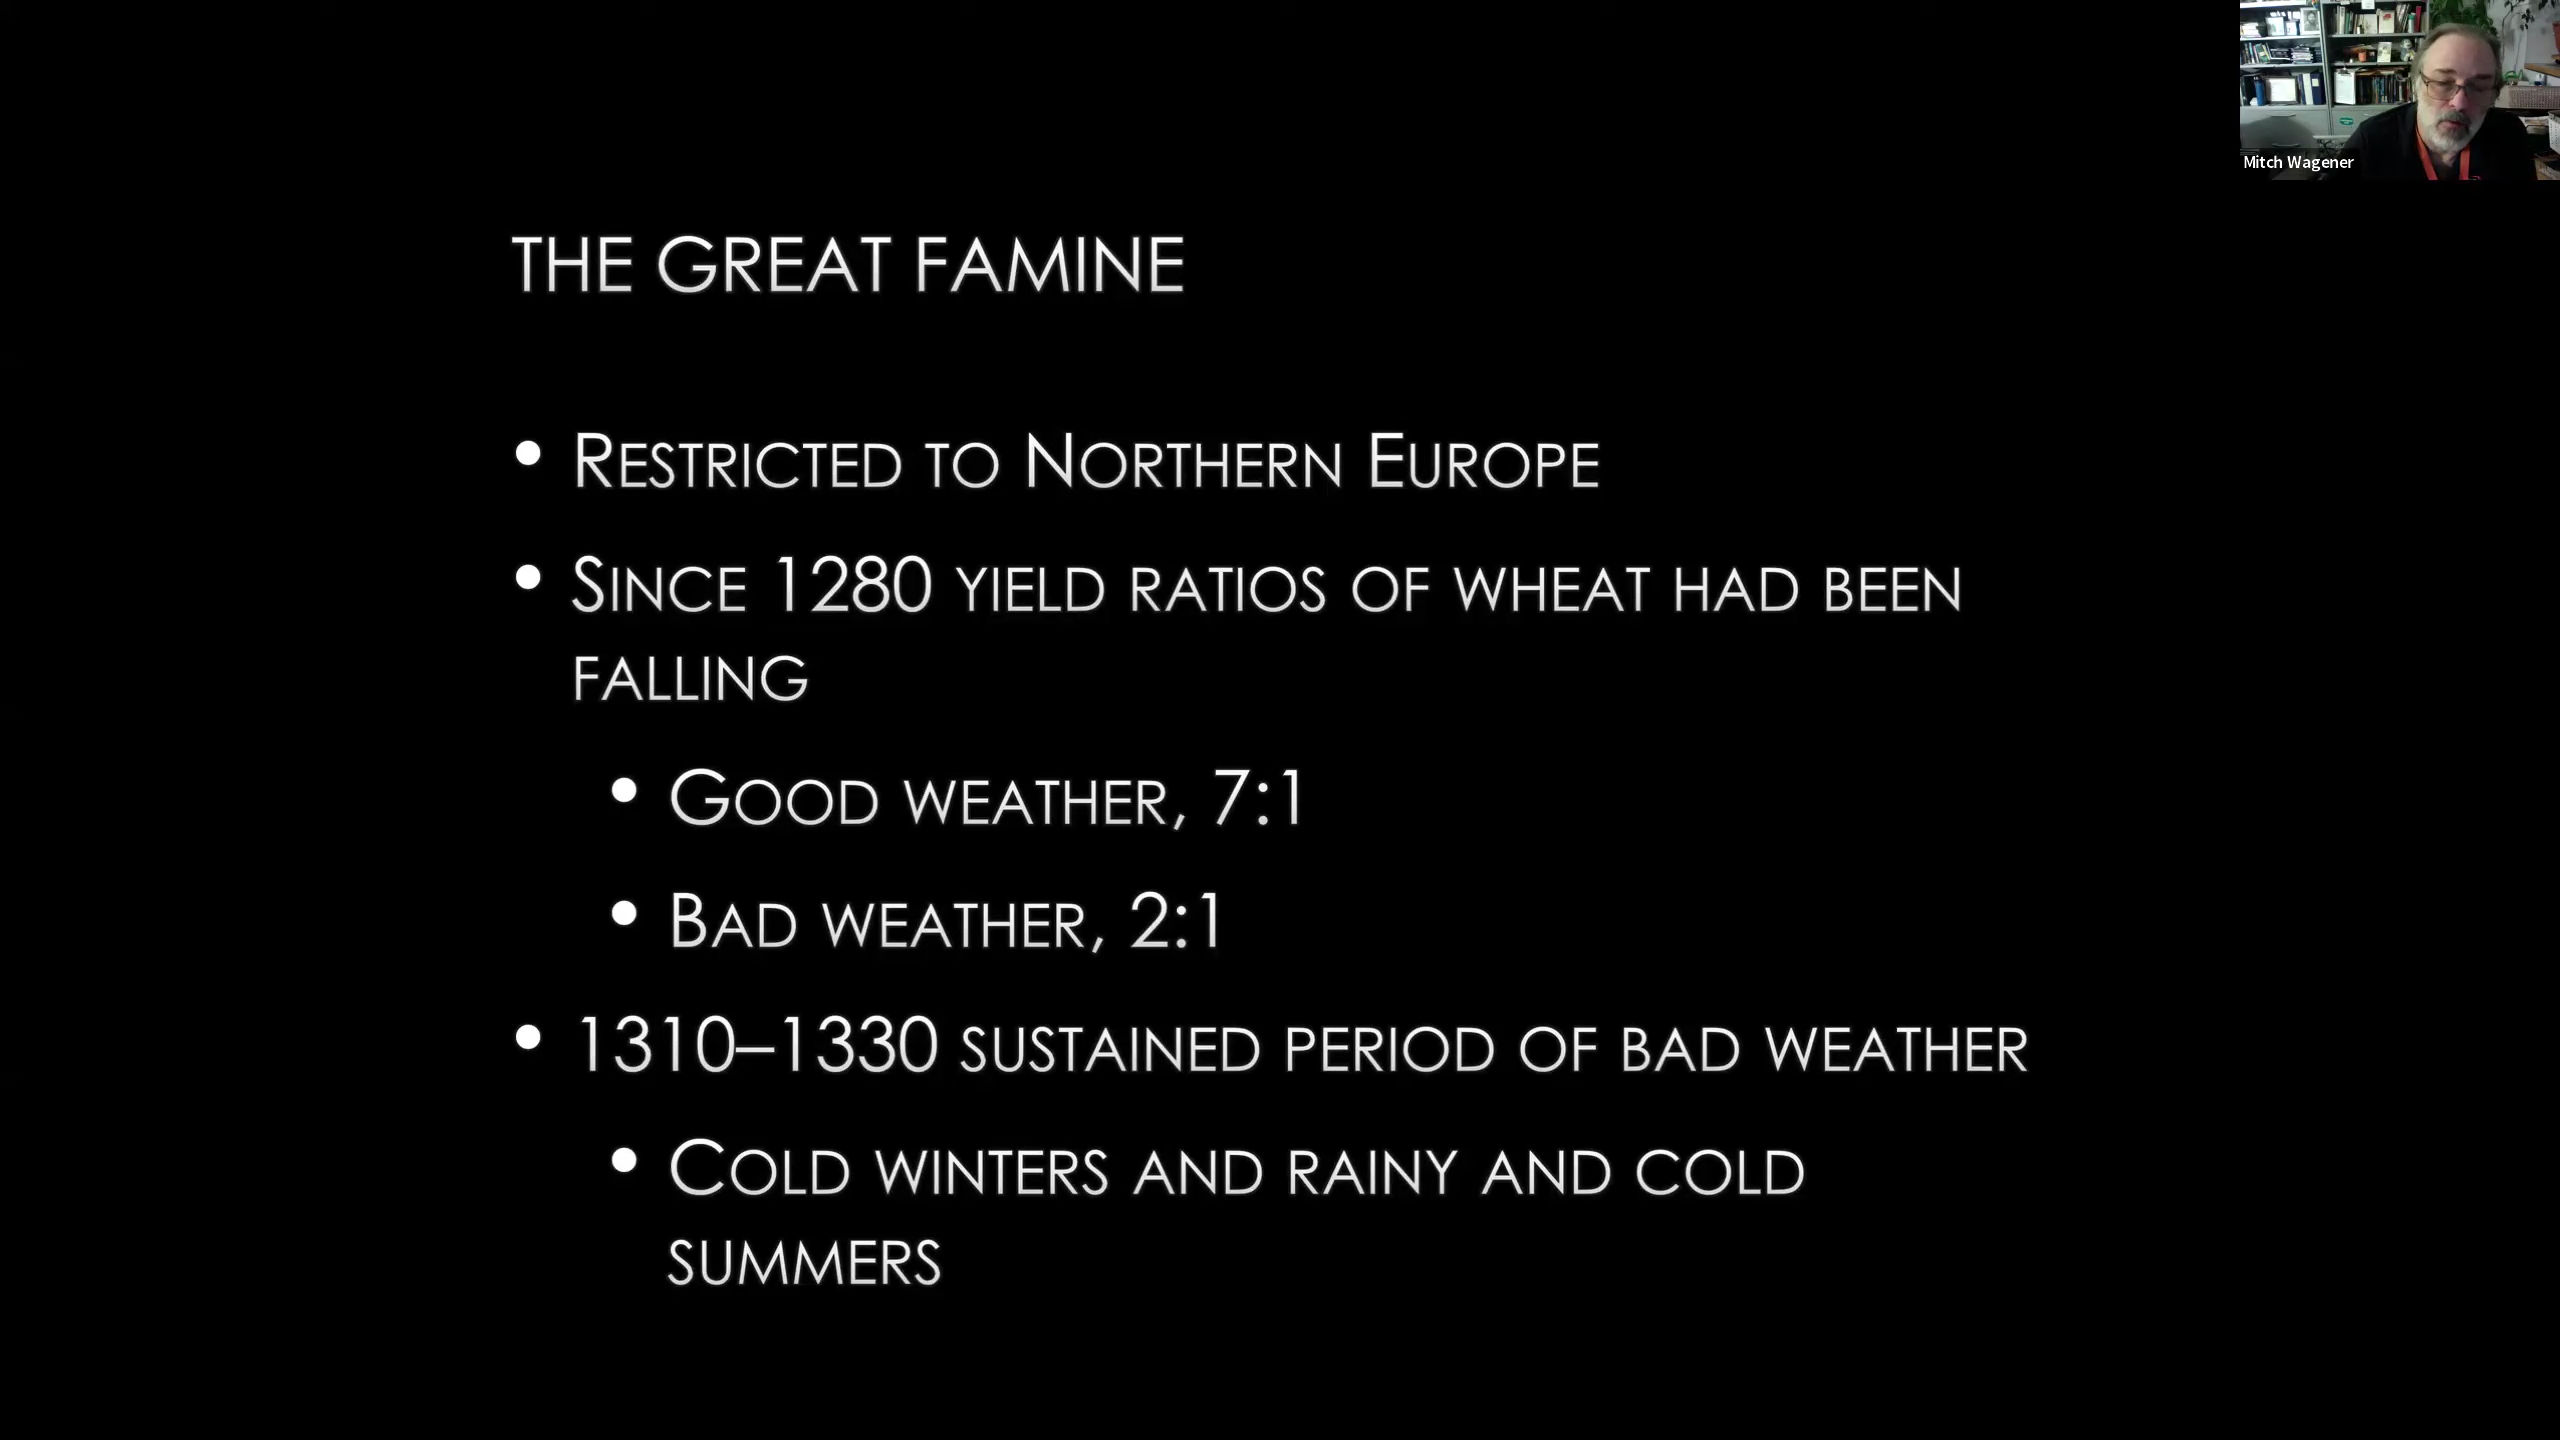 Mitch Wagener
THE GREAT FAMINE
• RESTRICTED TO NORTHERN EUROPE
• SINCE 1280 YIELD RATIOS OF WHEAT HAD BEEN
FALLING
• GOOD WEATHER, 7:1
• BAD WEATHER, 2:1
• 1310–1330 SUSTAINED PERIOD OF BAD WEATHER
• COLD WINTERS AND RAINY AND COLD
SUMMERS